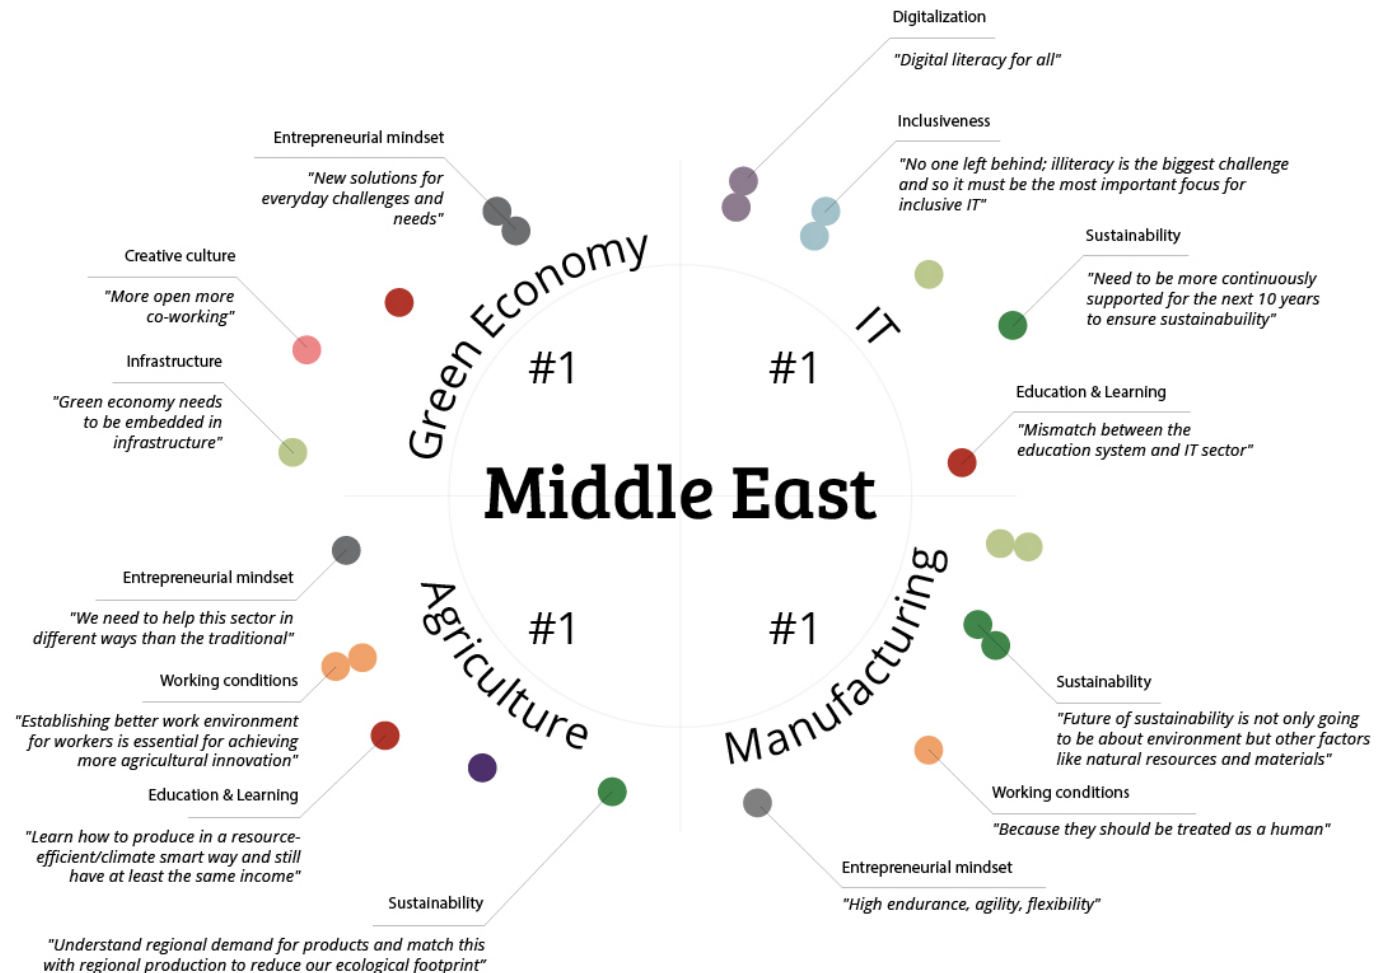 Digitalization
"Digital literacy for all"
Inclusiveness
"No one left behind; illiteracy is the biggest challenge
and so it must be the most important focus for
inclusive IT"
Sustainability
"Need to be more continuously
supported for the next 10 years
to ensure sustainabuility"
Education & Learning
"Mismatch between the
education system and IT sector"
Entrepreneurial mindset
"New solutions for
everyday challenges and
needs"
Creative culture
"More open more
co-working"
Infrastructure
"Green economy needs
to be embedded in
infrastructure"
Green Economy
IT
#1
#1
Middle East
#1
#1
Agriculture
Manufacturing
Entrepreneurial mindset
"We need to help this sector in
different ways than the traditional"
Working conditions
"Establishing better work environment
for workers is essential for achieving
more agricultural innovation"
Education & Learning
"Learn how to produce in a resource-
efficient/climate smart way and still
have at least the same income"
Sustainability
"Understand regional demand for products and match this
with regional production to reduce our ecological footprint"
Sustainability
"Future of sustainability is not only going
to be about environment but other factors
like natural resources and materials"
Working conditions
"Because they should be treated as a human"
Entrepreneurial mindset
"High endurance, agility, flexibility"